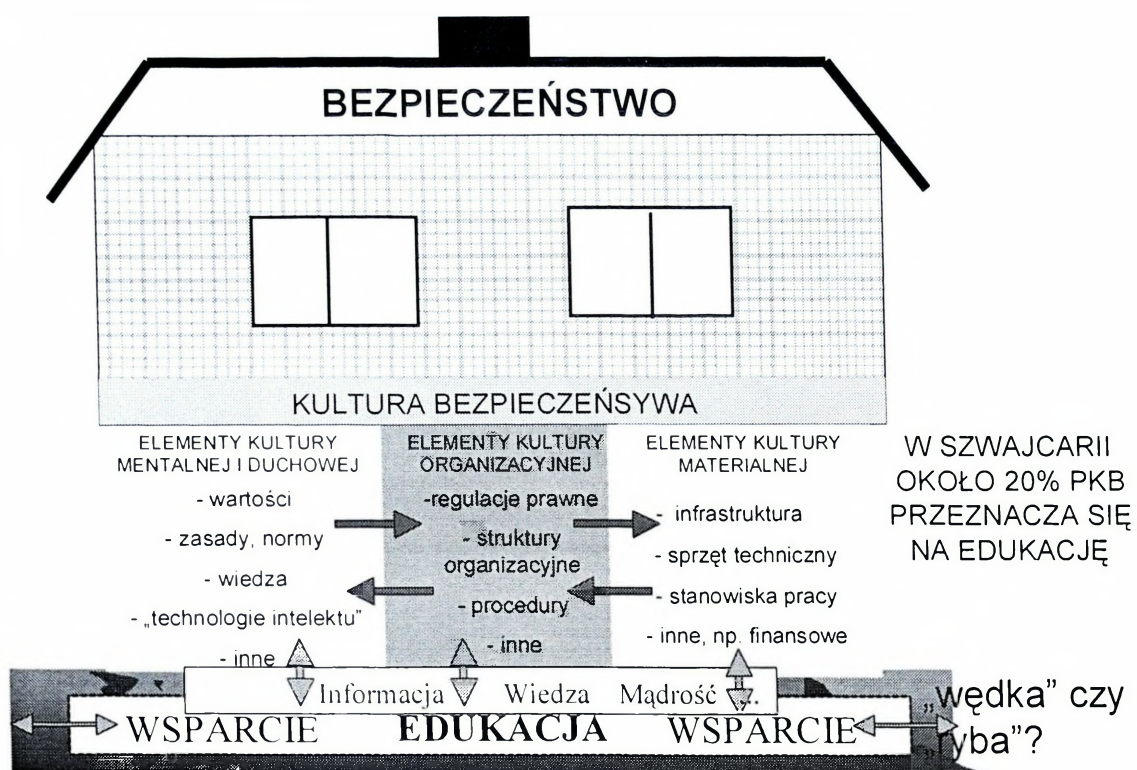 BEZPIECZEŃSTWO
KULTURA BEZPIECZEŃSYWA
ELEMENTY KULTURY
MENTALNEJ I DUCHOWEJ
- wartości
- zasady, normy
- wiedza
- „technologie intelektu”
- inne
ELEMENTY KULTURY
ORGANIZACYJNEJ
-regulacje prawne
- struktury
organizacyjne
- procedury
- inne
ELEMENTY KULTURY
MATERIALNEJ
- infrastruktura
- sprzęt techniczny
- stanowiska pracy
- inne, np. finansowe
W SZWAJCARII
OKOŁO 20% PKB
PRZEZNACZA SIĘ
NA EDUKACJĘ
Informacja Wiedza Mądrość ...
WSPARCIE EDUKACJA WSPARCIE
„wędka” czy
„ryba”?